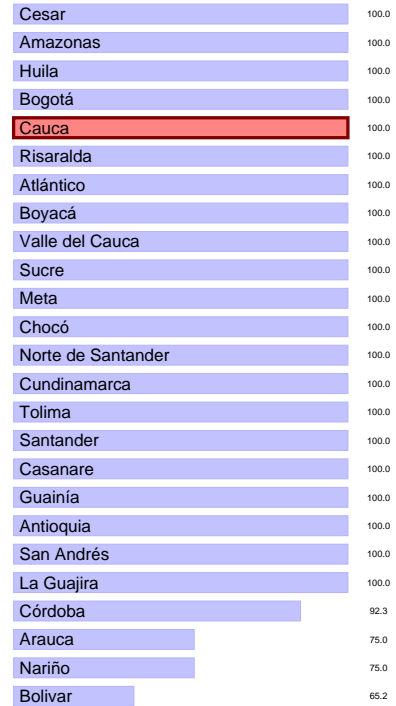 Cesar 100.0
Amazonas 100.0
Huila 100.0
Bogotá 100.0
Cauca 100.0
Risaralda 100.0
Atlántico 100.0
Boyacá 100.0
Valle del Cauca 100.0
Sucre 100.0
Meta 100.0
Chocó 100.0
Norte de Santander 100.0
Cundinamarca 100.0
Tolima 100.0
Santander 100.0
Casanare 100.0
Guainía 100.0
Antioquia 100.0
San Andrés 100.0
La Guajira 100.0
Córdoba 92.3
Arauca 75.0
Nariño 75.0
Bolivar 65.2